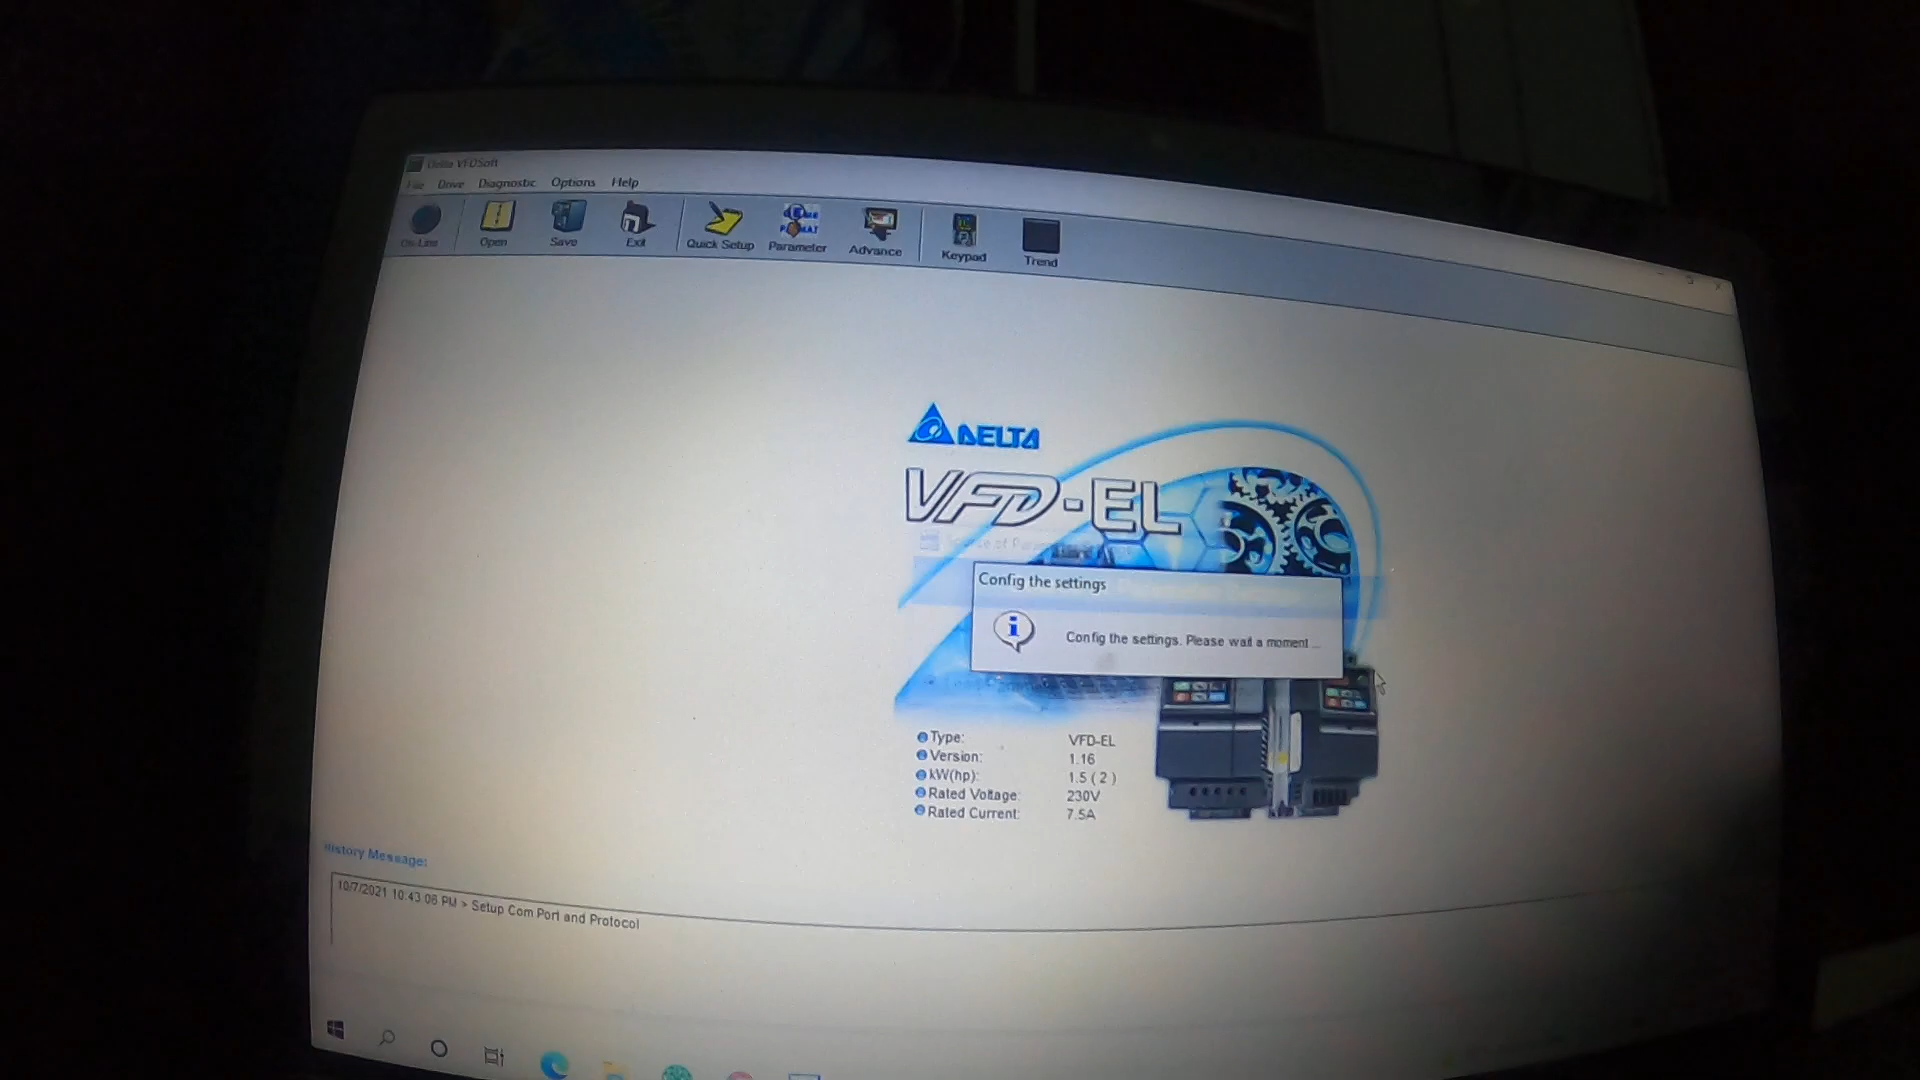 Delta VFDSoft
File Drive Diagnostic Options Help
On-Line Open Save Exit Quick Setup Parameter Advance Keypad Trend
DELTA
VFD-EL
Config the settings
Config the settings. Please wait a moment ...
Type: VFD-EL
Version: 1.16
kW(hp): 1.5 ( 2 )
Rated Voltage: 230V
Rated Current: 7.5A
History Message:
10/7/2021 10:43:06 PM > Setup Com Port and Protocol